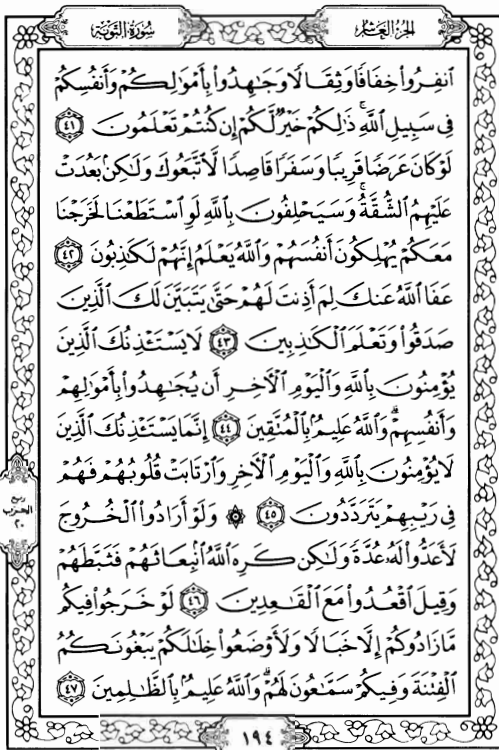 الجزء العاشر
سورة التوبة
ٱنفِرُوا۟ خِفَافًا وَثِقَالًا وَجَٰهِدُوا۟ بِأَمْوَٰلِكُمْ وَأَنفُسِكُمْ
فِى سَبِيلِ ٱللَّهِ ۚ ذَٰلِكُمْ خَيْرٌ لَّكُمْ إِن كُنتُمْ تَعْلَمُونَ ٤١
لَوْ كَانَ عَرَضًا قَرِيبًا وَسَفَرًا قَاصِدًا لَّٱتَّبَعُوكَ وَلَٰكِنۢ بَعُدَتْ
عَلَيْهِمُ ٱلشُّقَّةُ ۚ وَسَيَحْلِفُونَ بِٱللَّهِ لَوِ ٱسْتَطَعْنَا لَخَرَجْنَا
مَعَكُمْ يُهْلِكُونَ أَنفُسَهُمْ وَٱللَّهُ يَعْلَمُ إِنَّهُمْ لَكَٰذِبُونَ ٤٢
عَفَا ٱللَّهُ عَنكَ لِمَ أَذِنتَ لَهُمْ حَتَّىٰ يَتَبَيَّنَ لَكَ ٱلَّذِينَ
صَدَقُوا۟ وَتَعْلَمَ ٱلْكَٰذِبِينَ ٤٣ لَا يَسْتَـْٔذِنُكَ ٱلَّذِينَ
يُؤْمِنُونَ بِٱللَّهِ وَٱلْيَوْمِ ٱلْـَٔاخِرِ أَن يُجَٰهِدُوا۟ بِأَمْوَٰلِهِمْ
وَأَنفُسِهِمْ ۗ وَٱللَّهُ عَلِيمٌۢ بِٱلْمُتَّقِينَ ٤٤ إِنَّمَا يَسْتَـْٔذِنُكَ ٱلَّذِينَ
لَا يُؤْمِنُونَ بِٱللَّهِ وَٱلْيَوْمِ ٱلْـَٔاخِرِ وَٱرْتَابَتْ قُلُوبُهُمْ فَهُمْ
فِى رَيْبِهِمْ يَتَرَدَّدُونَ ٤٥ ۞ وَلَوْ أَرَادُوا۟ ٱلْخُرُوجَ
لَأَعَدُّوا۟ لَهُۥ عُدَّةً وَلَٰكِن كَرِهَ ٱللَّهُ ٱنۢبِعَاثَهُمْ فَثَبَّطَهُمْ
وَقِيلَ ٱقْعُدُوا۟ مَعَ ٱلْقَٰعِدِينَ ٤٦ لَوْ خَرَجُوا۟ فِيكُم
مَّا زَادُوكُمْ إِلَّا خَبَالًا وَلَأَوْضَعُوا۟ خِلَٰلَكُمْ يَبْغُونَكُمُ
ٱلْفِتْنَةَ وَفِيكُمْ سَمَّٰعُونَ لَهُمْ ۗ وَٱللَّهُ عَلِيمٌۢ بِٱلظَّٰلِمِينَ ٤٧
ربع
الحزب
٢٠
١٩٤